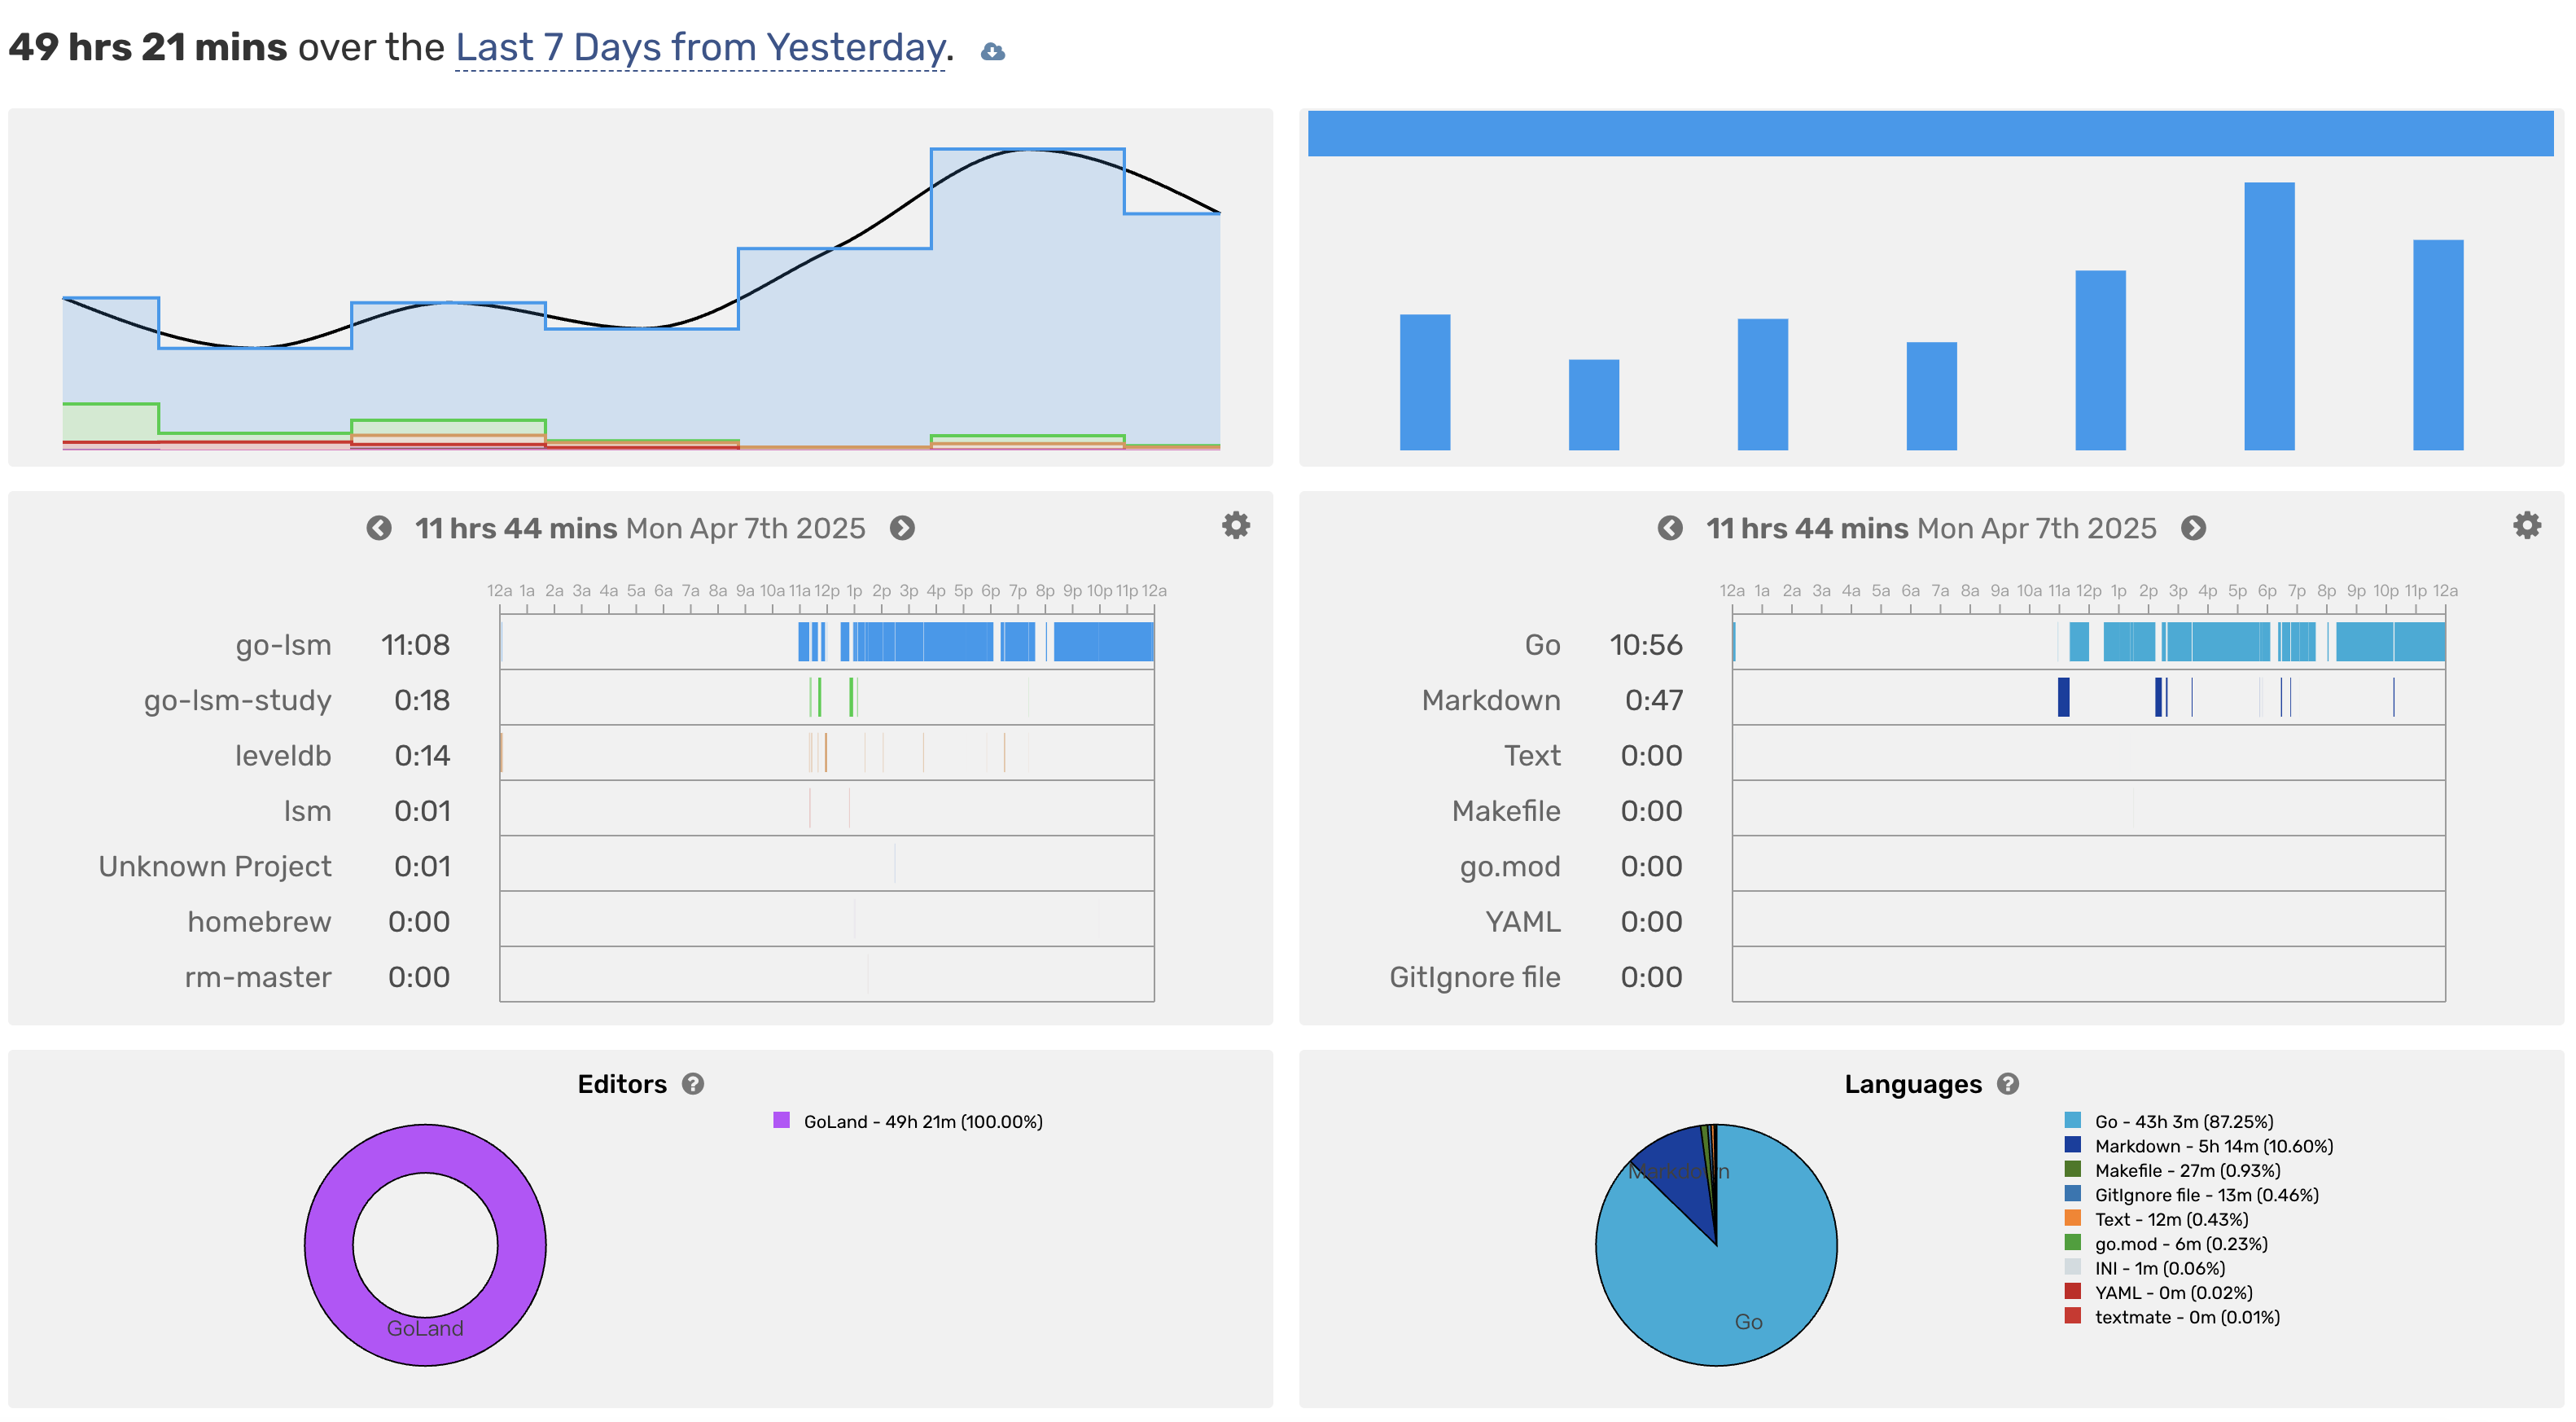 49 hrs 21 mins over the Last 7 Days from Yesterday.
11 hrs 44 mins Mon Apr 7th 2025
12a 1a 2a 3a 4a 5a 6a 7a 8a 9a 10a 11a 12p 1p 2p 3p 4p 5p 6p 7p 8p 9p 10p 11p 12a
go-lsm 11:08
go-lsm-study 0:18
leveldb 0:14
lsm 0:01
Unknown Project 0:01
homebrew 0:00
rm-master 0:00
11 hrs 44 mins Mon Apr 7th 2025
12a 1a 2a 3a 4a 5a 6a 7a 8a 9a 10a 11a 12p 1p 2p 3p 4p 5p 6p 7p 8p 9p 10p 11p 12a
Go 10:56
Markdown 0:47
Text 0:00
Makefile 0:00
go.mod 0:00
YAML 0:00
GitIgnore file 0:00
Editors
GoLand - 49h 21m (100.00%)
GoLand
Languages
Markdown
Go
Go - 43h 3m (87.25%)
Markdown - 5h 14m (10.60%)
Makefile - 27m (0.93%)
GitIgnore file - 13m (0.46%)
Text - 12m (0.43%)
go.mod - 6m (0.23%)
INI - 1m (0.06%)
YAML - 0m (0.02%)
textmate - 0m (0.01%)